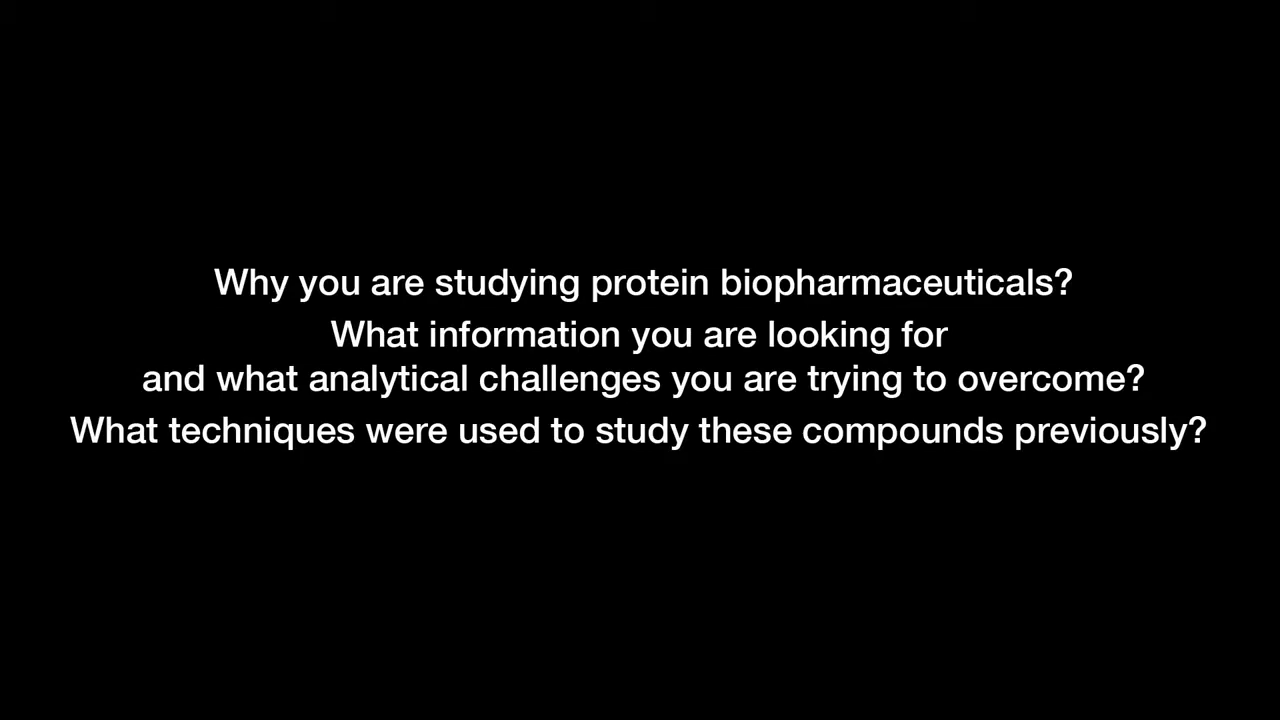 Why you are studying protein biopharmaceuticals?
What information you are looking for
and what analytical challenges you are trying to overcome?
What techniques were used to study these compounds previously?